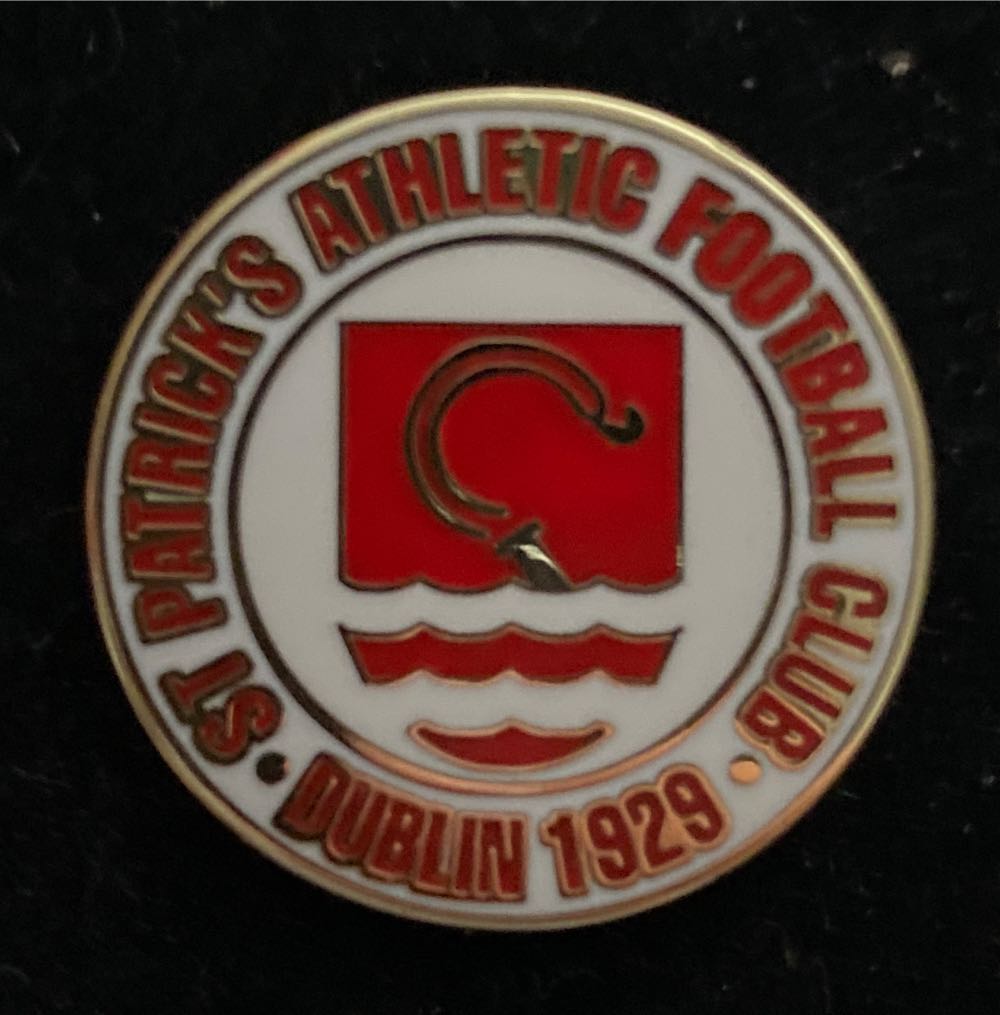 ST PATRICK'S ATHLETIC FOOTBALL CLUB
DUBLIN 1929